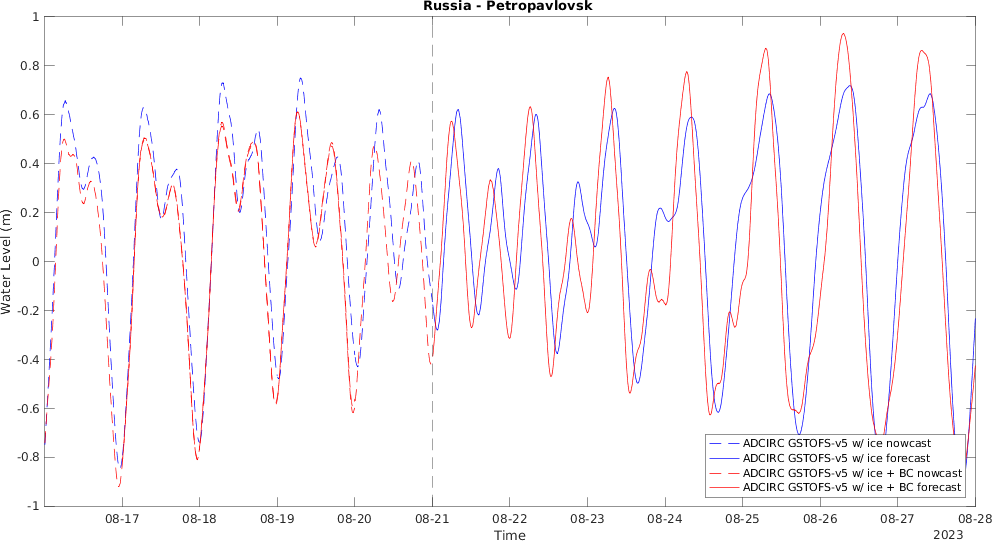 Russia - Petropavlovsk
Water Level (m)
1
0.8
0.6
0.4
0.2
0
-0.2
-0.4
-0.6
-0.8
-1
ADCIRC GSTOFS-v5 w/ ice nowcast
ADCIRC GSTOFS-v5 w/ ice forecast
ADCIRC GSTOFS-v5 w/ ice + BC nowcast
ADCIRC GSTOFS-v5 w/ ice + BC forecast
08-17 08-18 08-19 08-20 08-21 08-22 08-23 08-24 08-25 08-26 08-27 08-28
Time
2023